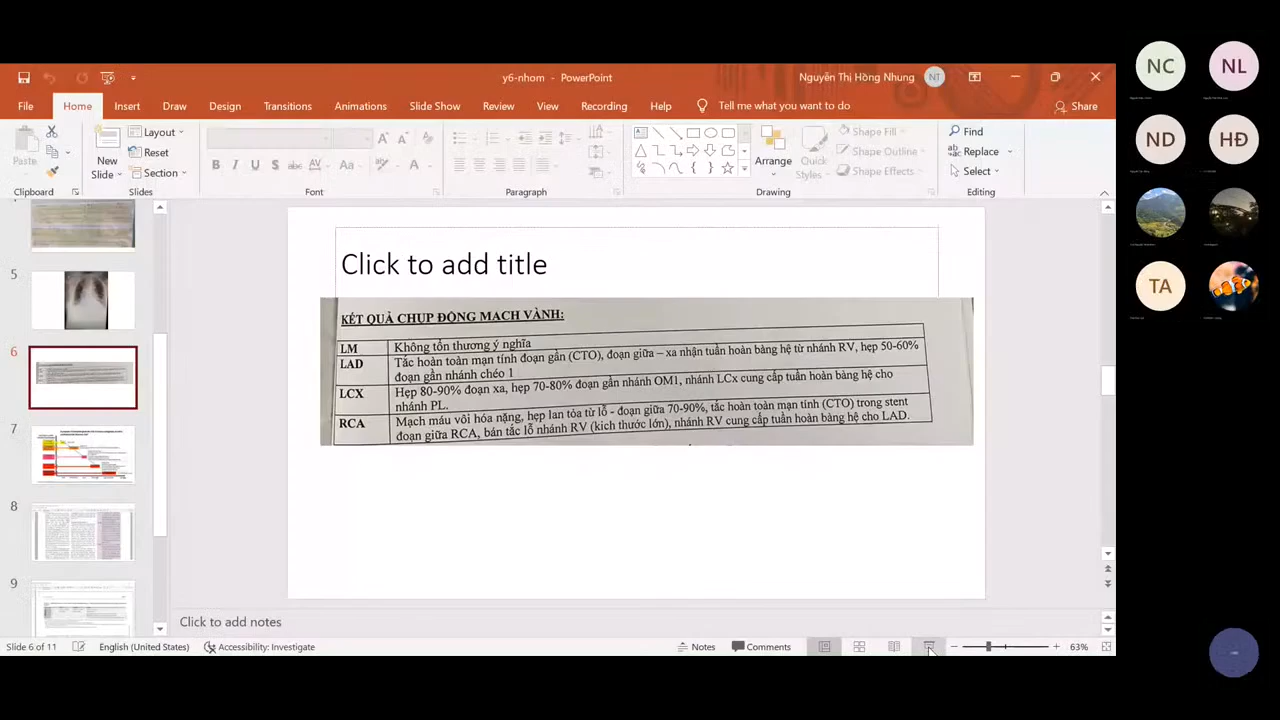 y6-nhom - PowerPoint
Nguyễn Thị Hồng Nhung
NT
File
Home
Insert
Draw
Design
Transitions
Animations
Slide Show
Review
View
Recording
Help
Tell me what you want to do
Share
Paste
New
Slide
Layout
Reset
Section
Clipboard
Slides
Font
Paragraph
Arrange
Quick
Styles
Shape Fill
Shape Outline
Shape Effects
Drawing
Find
Replace
Select
Editing
5
6
7
8
9
Click to add title
KẾT QUẢ CHỤP ĐỘNG MẠCH VÀNH:
LM Không tổn thương ý nghĩa
LAD Tắc hoàn toàn mạn tính đoạn gần (CTO), đoạn giữa – xa nhận tuần hoàn bàng hệ từ nhánh RV, hẹp 50-60%
đoạn gần nhánh chéo 1
LCX Hẹp 80-90% đoạn xa, hẹp 70-80% đoạn gần nhánh OM1, nhánh LCx cung cấp tuần hoàn bàng hệ cho
nhánh PL.
RCA Mạch máu vôi hóa nặng, hẹp lan tỏa từ lỗ - đoạn giữa 70-90%, tắc hoàn toàn mạn tính (CTO) trong stent
đoạn giữa RCA, bán tắc lỗ nhánh RV (kích thước lớn), nhánh RV cung cấp tuần hoàn bàng hệ cho LAD.
Click to add notes
Slide 6 of 11
English (United States)
Accessibility: Investigate
Notes
Comments
63%
NC
NL
ND
HĐ
TA